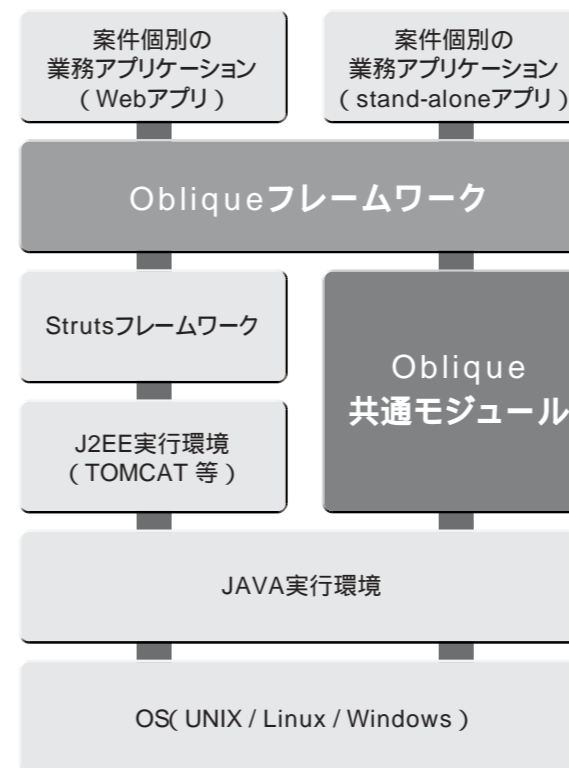 案件個別の
業務アプリケーション
（Webアプリ）
案件個別の
業務アプリケーション
（stand-aloneアプリ）
Obliqueフレームワーク
Strutsフレームワーク
Oblique
共通モジュール
J2EE実行環境
（TOMCAT 等）
JAVA実行環境
OS（UNIX / Linux / Windows）